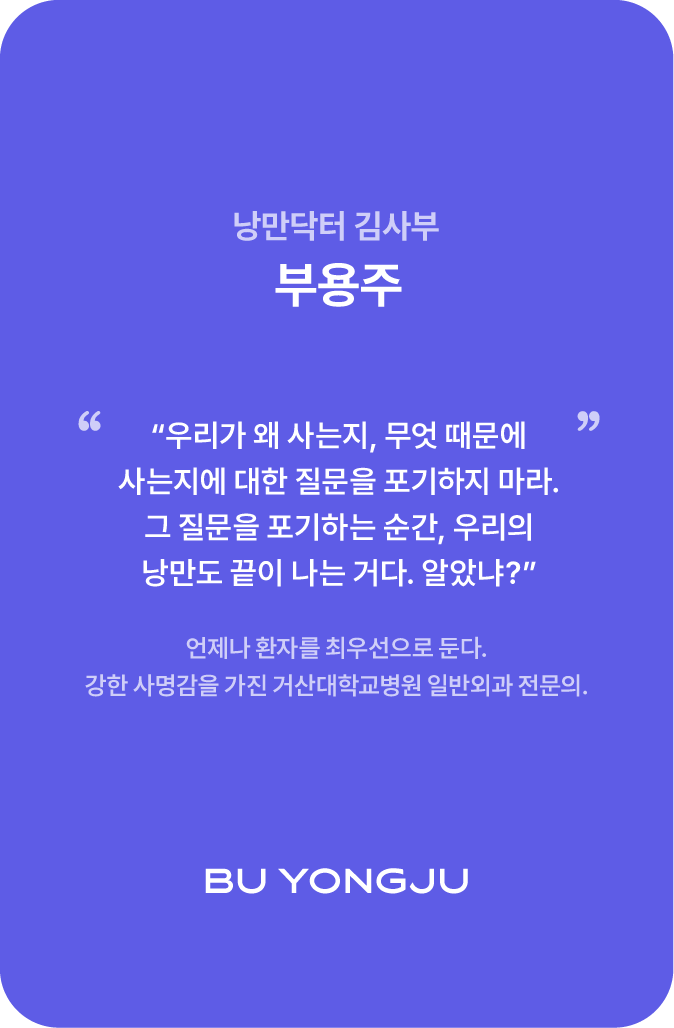 낭만닥터 김사부
부용주
“ ”
“우리가 왜 사는지, 무엇 때문에
사는지에 대한 질문을 포기하지 마라.
그 질문을 포기하는 순간, 우리의
낭만도 끝이 나는 거다. 알았냐?”
언제나 환자를 최우선으로 둔다.
강한 사명감을 가진 거산대학교병원 일반외과 전문의.
BU YONGJU